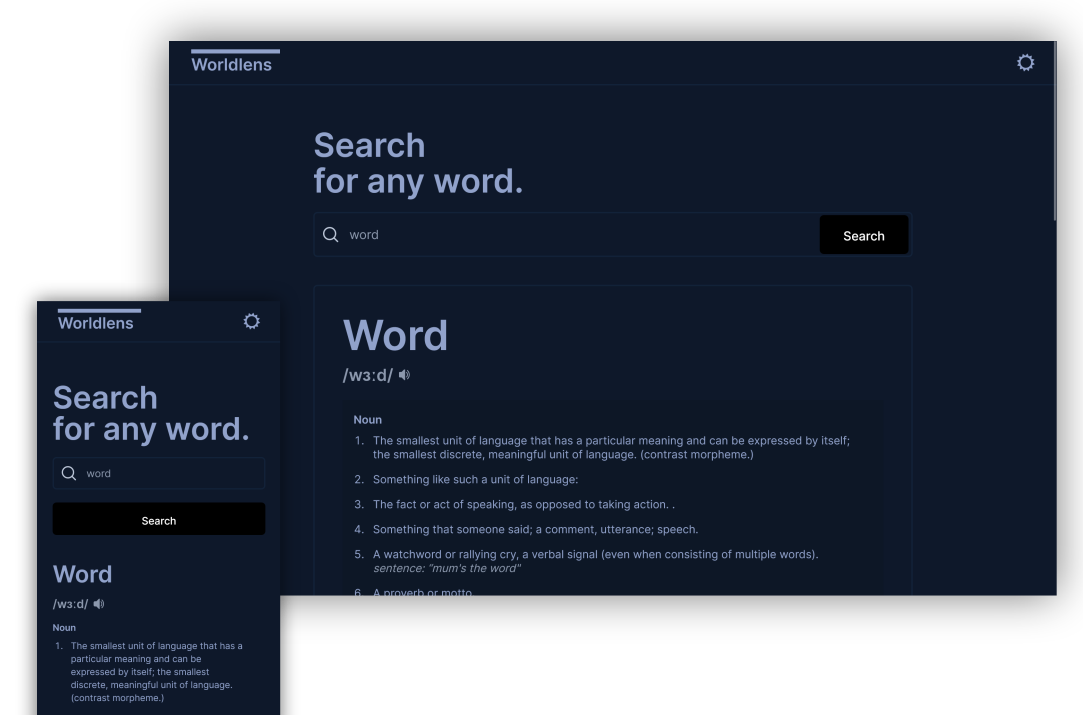 Worldlens
Search
for any word.
word
Search
Word
/wɜːd/
Noun
1. The smallest unit of language that has a particular meaning and can be expressed by itself;
the smallest discrete, meaningful unit of language. (contrast morpheme.)
2. Something like such a unit of language:
3. The fact or act of speaking, as opposed to taking action. .
4. Something that someone said; a comment, utterance; speech.
5. A watchword or rallying cry, a verbal signal (even when consisting of multiple words).
sentence: "mum's the word"
6. A proverb or motto.
Worldlens
Search
for any word.
word
Search
Word
/wɜːd/
Noun
1. The smallest unit of language that has a
particular meaning and can be
expressed by itself; the smallest
discrete, meaningful unit of language.
(contrast morpheme.)